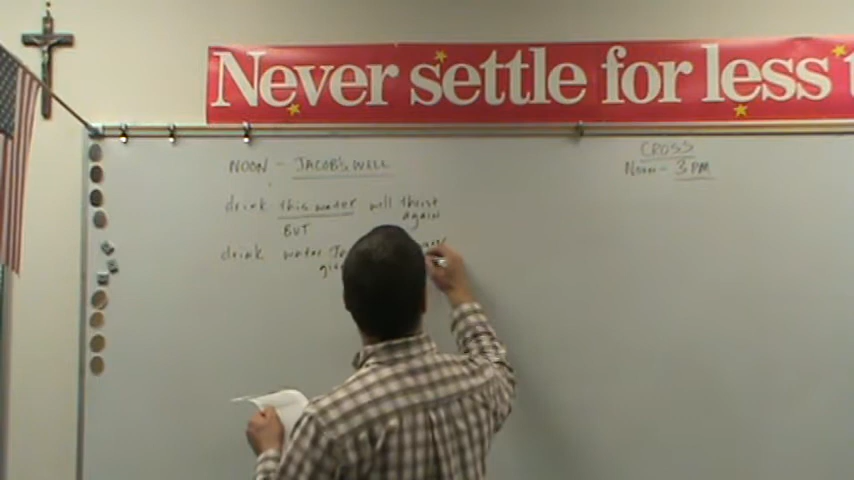 Never settle for less
NOON - JACOB'S WELL
drink this water will thirst
again
BUT
drink water
CROSS
Noon - 3 PM